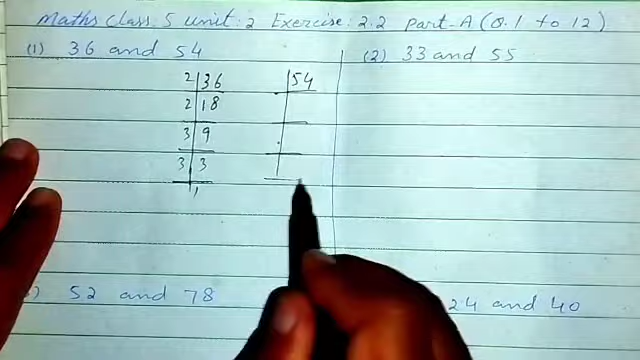 Maths Class: 5 unit: 2 Exercise: 2.2 part-A (Q.1 to 12)
(1) 36 and 54
(2) 33 and 55
2 36
54
2 18
3 9
3 3
1
52 and 78
24 and 40